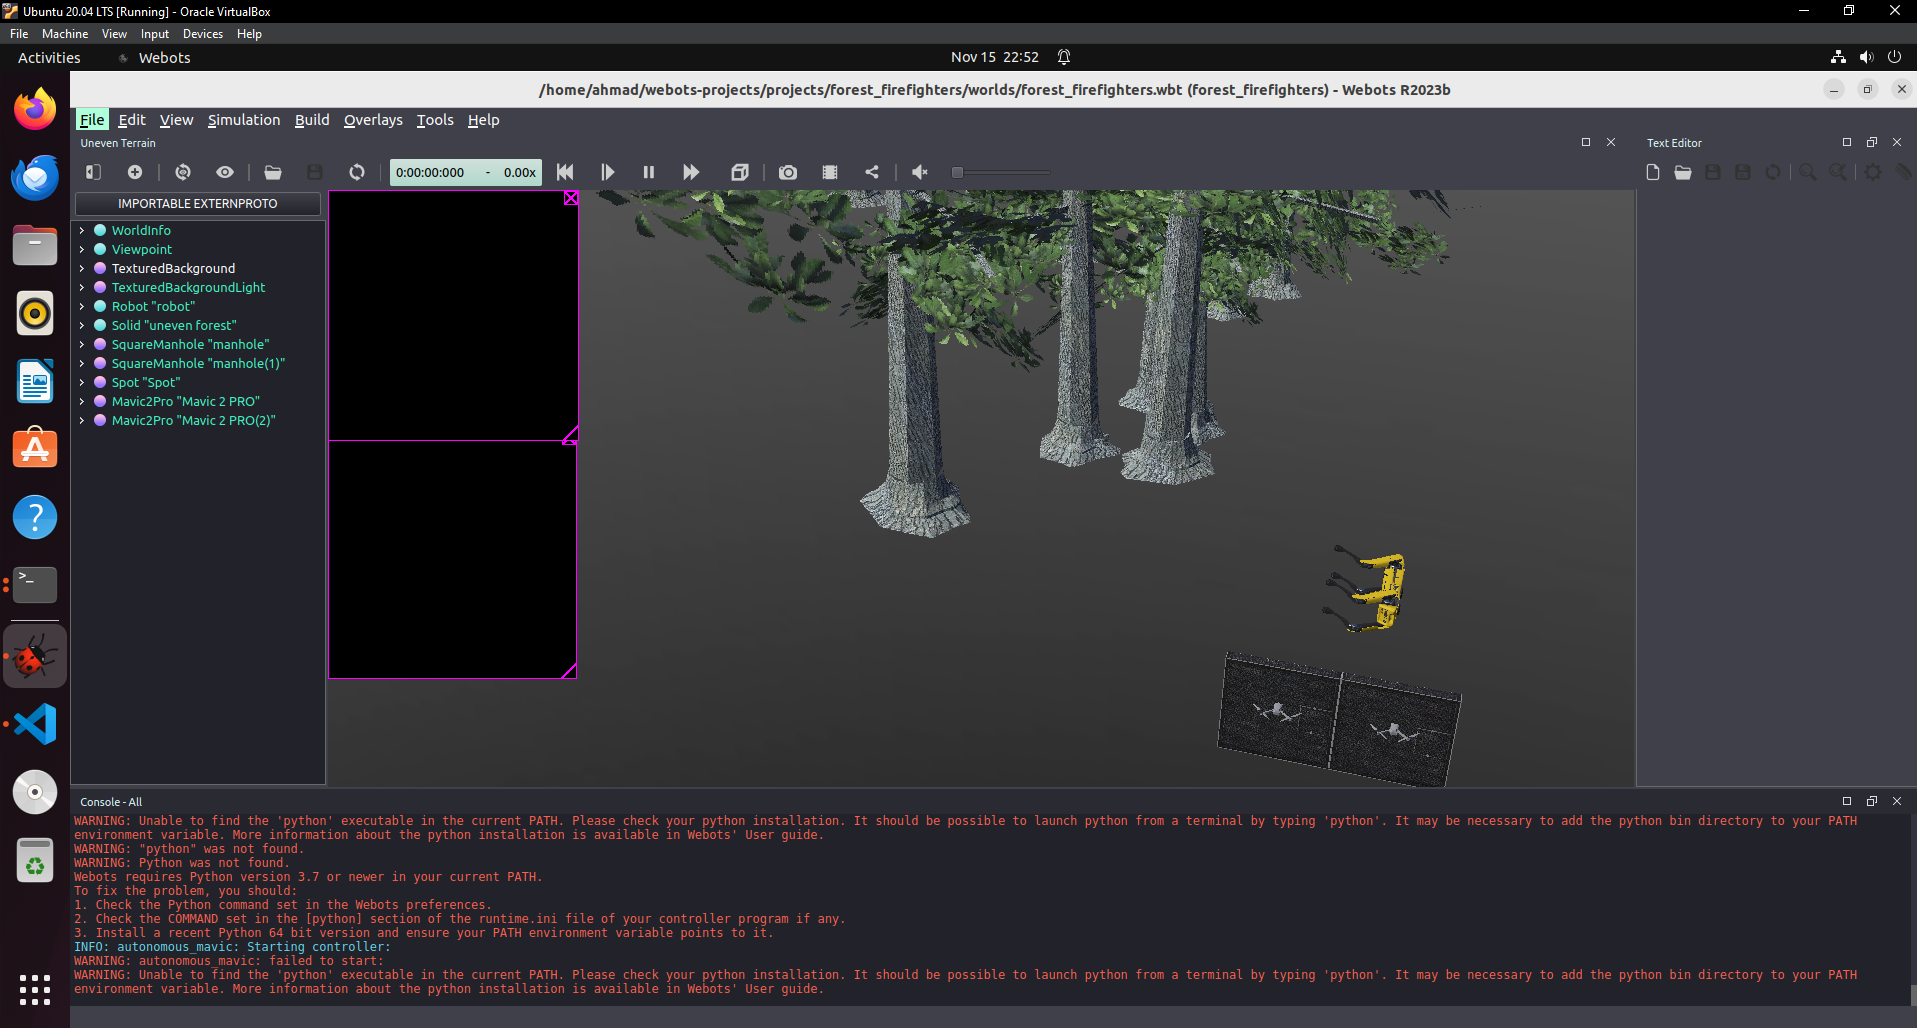 Ubuntu 20.04 LTS [Running] - Oracle VirtualBox
File Machine View Input Devices Help
Activities Webots Nov 15 22:52
/home/ahmad/webots-projects/projects/forest_firefighters/worlds/forest_firefighters.wbt (forest_firefighters) - Webots R2023b
File Edit View Simulation Build Overlays Tools Help
Uneven Terrain
Text Editor
0:00:00:000 - 0.00x
IMPORTABLE EXTERNPROTO
WorldInfo
Viewpoint
TexturedBackground
TexturedBackgroundLight
Robot "robot"
Solid "uneven forest"
SquareManhole "manhole"
SquareManhole "manhole(1)"
Spot "Spot"
Mavic2Pro "Mavic 2 PRO"
Mavic2Pro "Mavic 2 PRO(2)"
Console - All
WARNING: Unable to find the 'python' executable in the current PATH. Please check your python installation. It should be possible to launch python from a terminal by typing 'python'. It may be necessary to add the python bin directory to your PATH
environment variable. More information about the python installation is available in Webots' User guide.
WARNING: "python" was not found.
WARNING: Python was not found.
Webots requires Python version 3.7 or newer in your current PATH.
To fix the problem, you should:
1. Check the Python command set in the Webots preferences.
2. Check the COMMAND set in the [python] section of the runtime.ini file of your controller program if any.
3. Install a recent Python 64 bit version and ensure your PATH environment variable points to it.
INFO: autonomous_mavic: Starting controller:
WARNING: autonomous_mavic: failed to start:
WARNING: Unable to find the 'python' executable in the current PATH. Please check your python installation. It should be possible to launch python from a terminal by typing 'python'. It may be necessary to add the python bin directory to your PATH
environment variable. More information about the python installation is available in Webots' User guide.